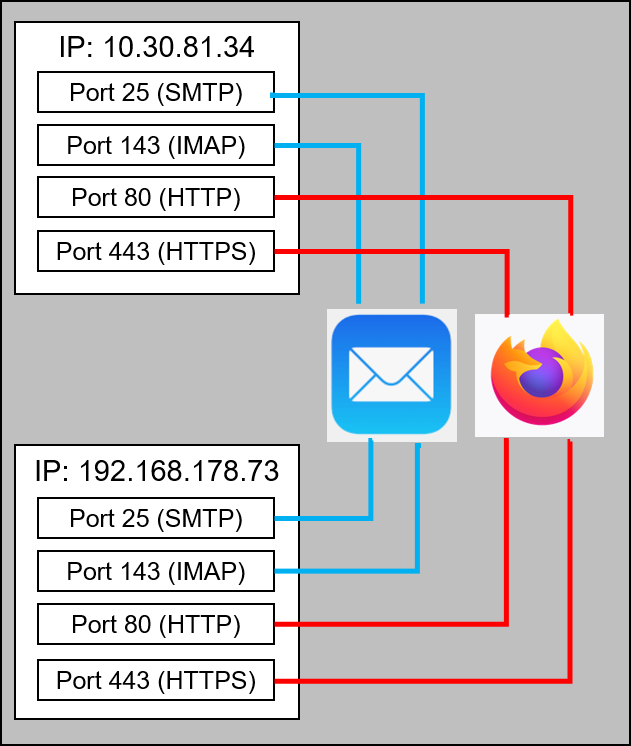 IP: 10.30.81.34
Port 25 (SMTP)
Port 143 (IMAP)
Port 80 (HTTP)
Port 443 (HTTPS)
IP: 192.168.178.73
Port 25 (SMTP)
Port 143 (IMAP)
Port 80 (HTTP)
Port 443 (HTTPS)